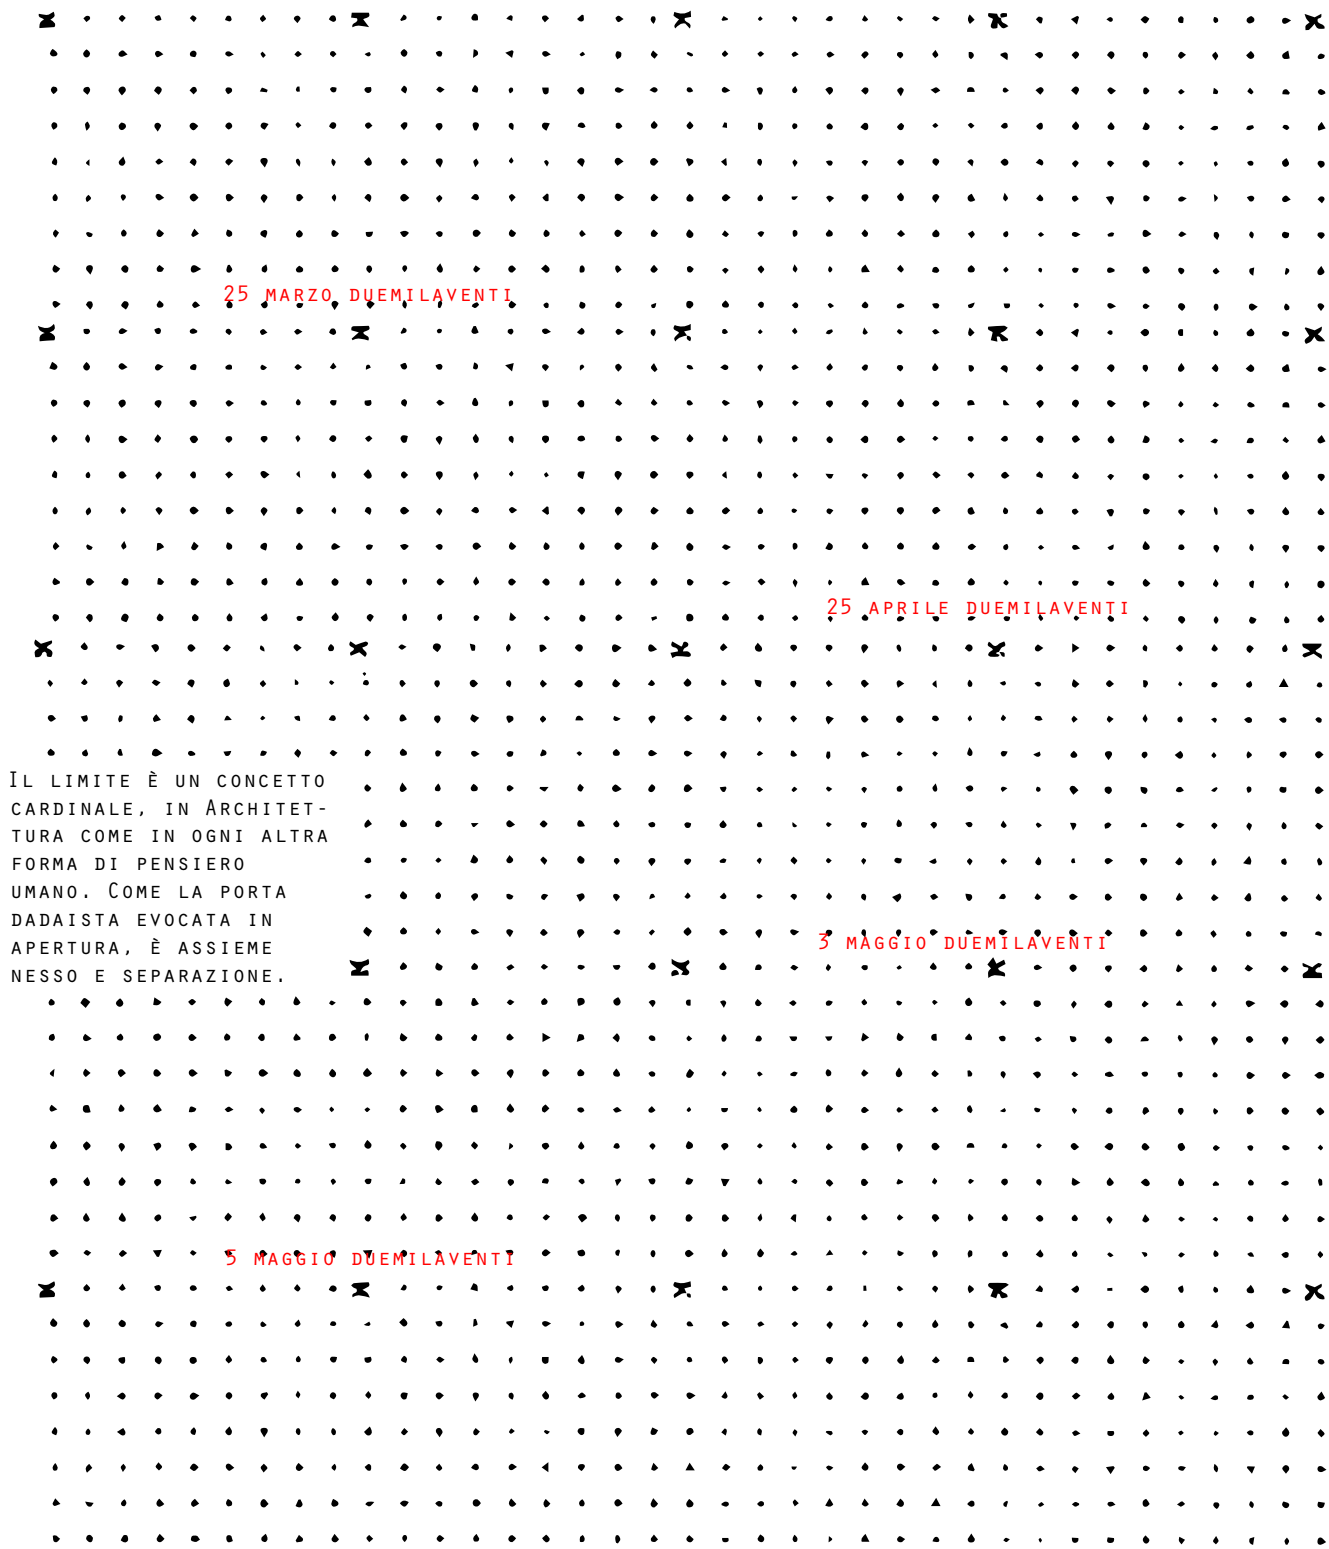 25 marzo duemilaventi
25 aprile duemilaventi
Il limite è un concetto
cardinale, in Architet-
tura come in ogni altra
forma di pensiero
umano. Come la porta
dadaista evocata in
apertura, è assieme
nesso e separazione.
3 maggio duemilaventi
5 maggio duemilaventi